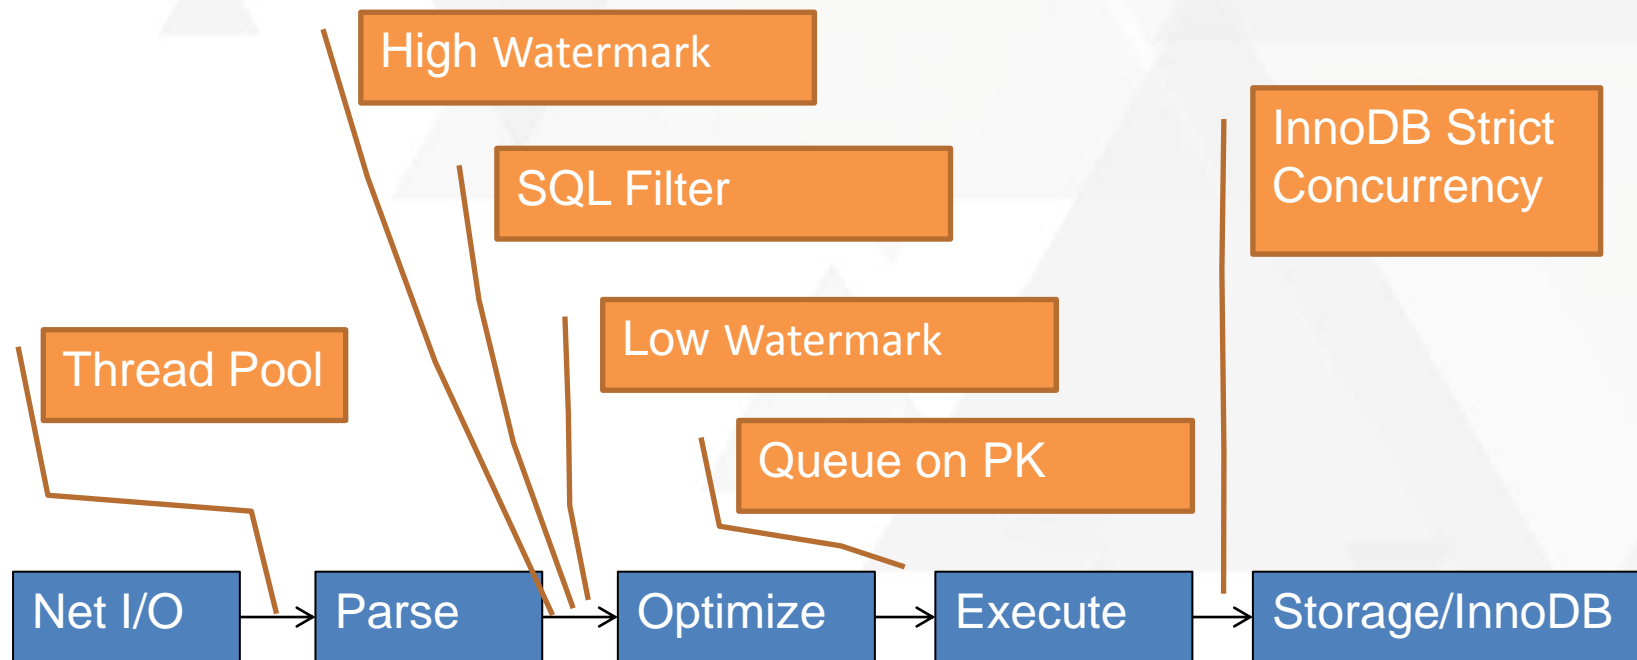 High Watermark
SQL Filter
InnoDB Strict
Concurrency
Low Watermark
Thread Pool
Queue on PK
Net I/O
Parse
Optimize
Execute
Storage/InnoDB